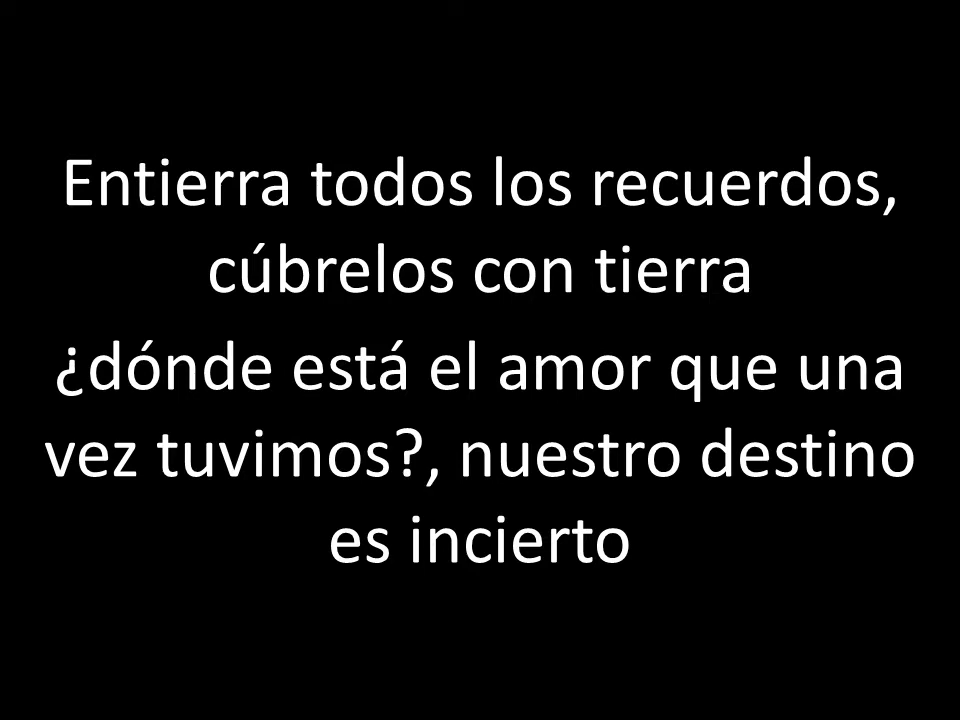 Entierra todos los recuerdos,
cúbrelos con tierra
¿dónde está el amor que una
vez tuvimos?, nuestro destino
es incierto